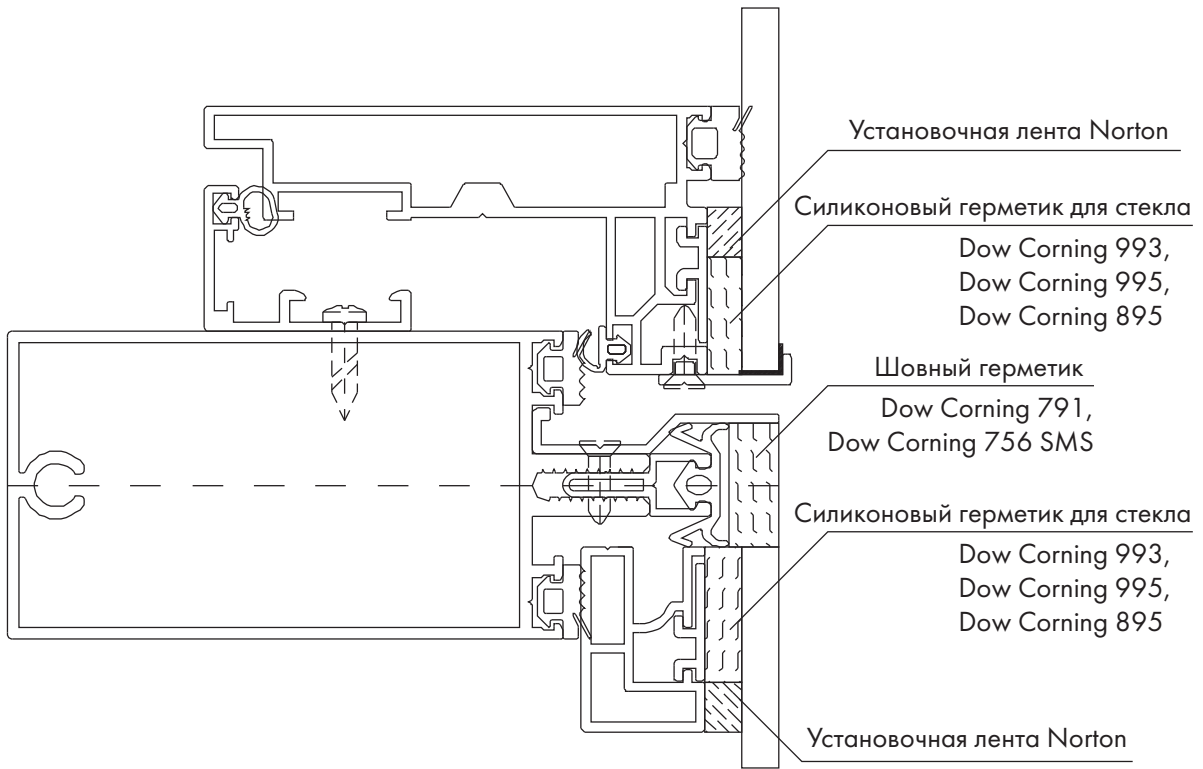 Установочная лента Norton
Силиконовый герметик для стекла
Dow Corning 993,
Dow Corning 995,
Dow Corning 895
Шовный герметик
Dow Corning 791,
Dow Corning 756 SMS
Силиконовый герметик для стекла
Dow Corning 993,
Dow Corning 995,
Dow Corning 895
Установочная лента Norton